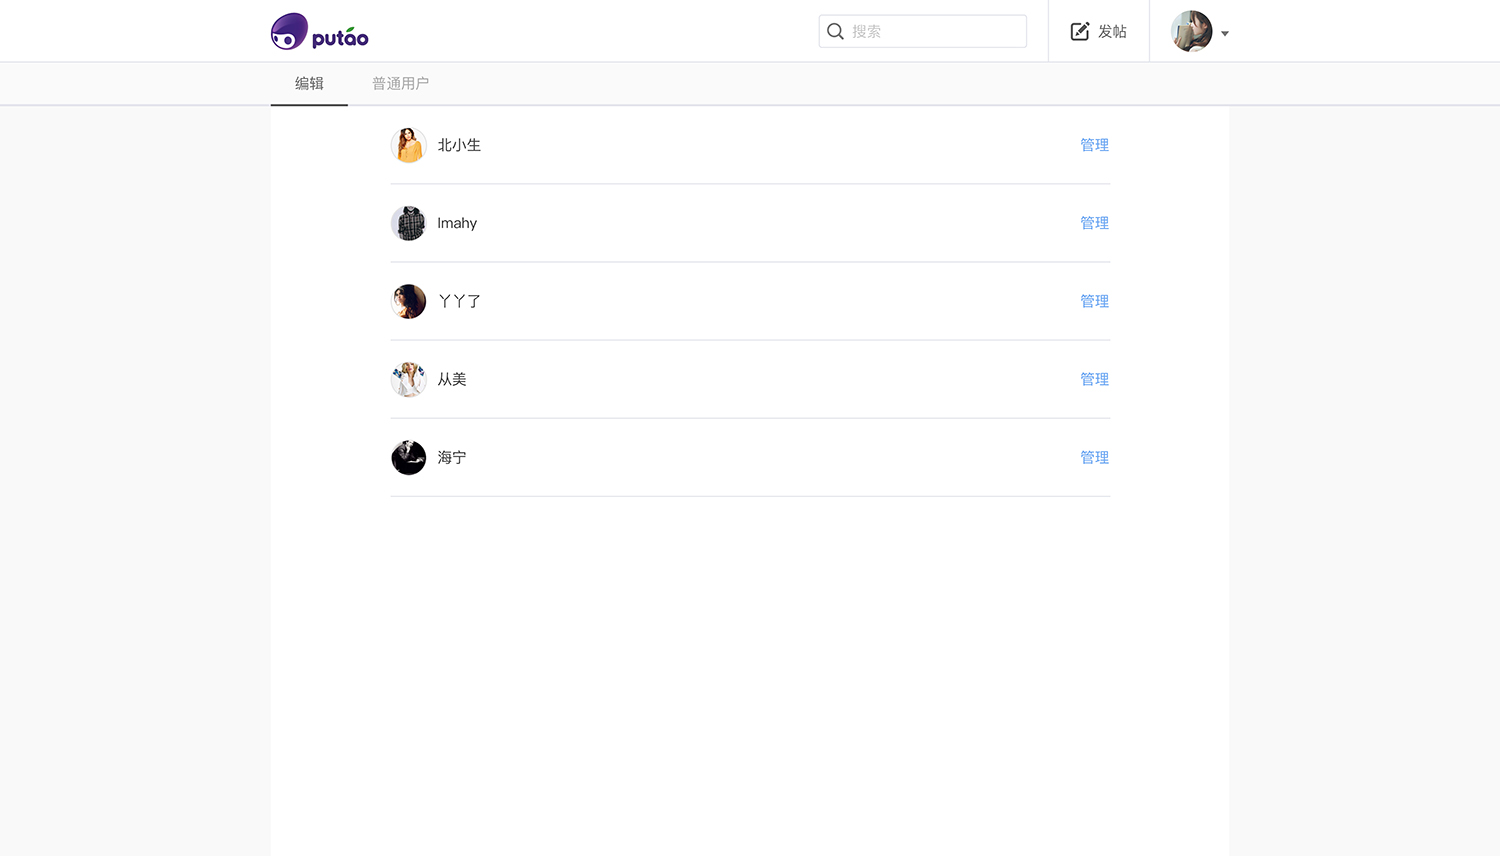 putao
搜索
发帖
编辑
普通用户
北小生
管理
lmahy
管理
丫丫了
管理
从美
管理
海宁
管理